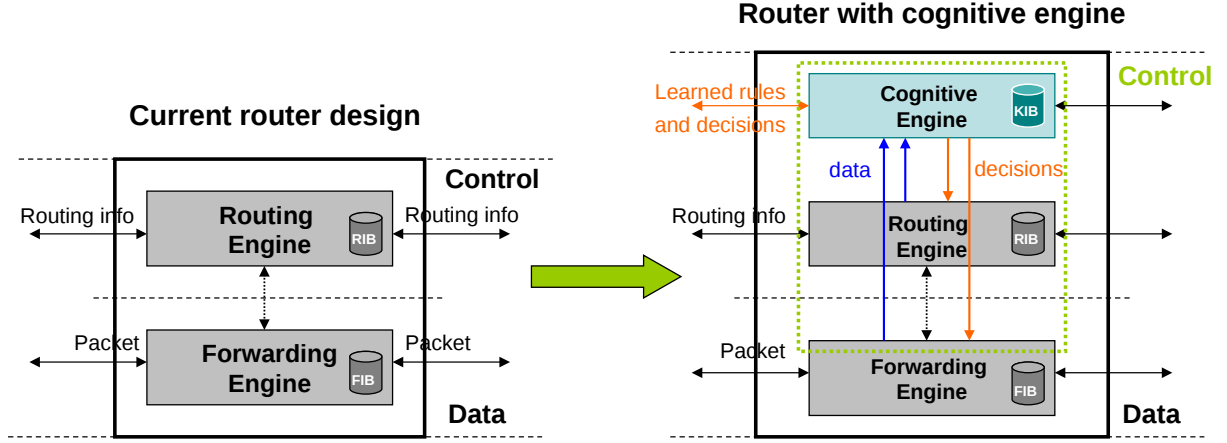 Current router design
Control
Routing info
Routing
Engine
RIB
Routing info
Packet
Forwarding
Engine
FIB
Packet
Data
Router with cognitive engine
Control
Learned rules
and decisions
Cognitive
Engine
KIB
data
decisions
Routing info
Routing
Engine
RIB
Packet
Forwarding
Engine
FIB
Data